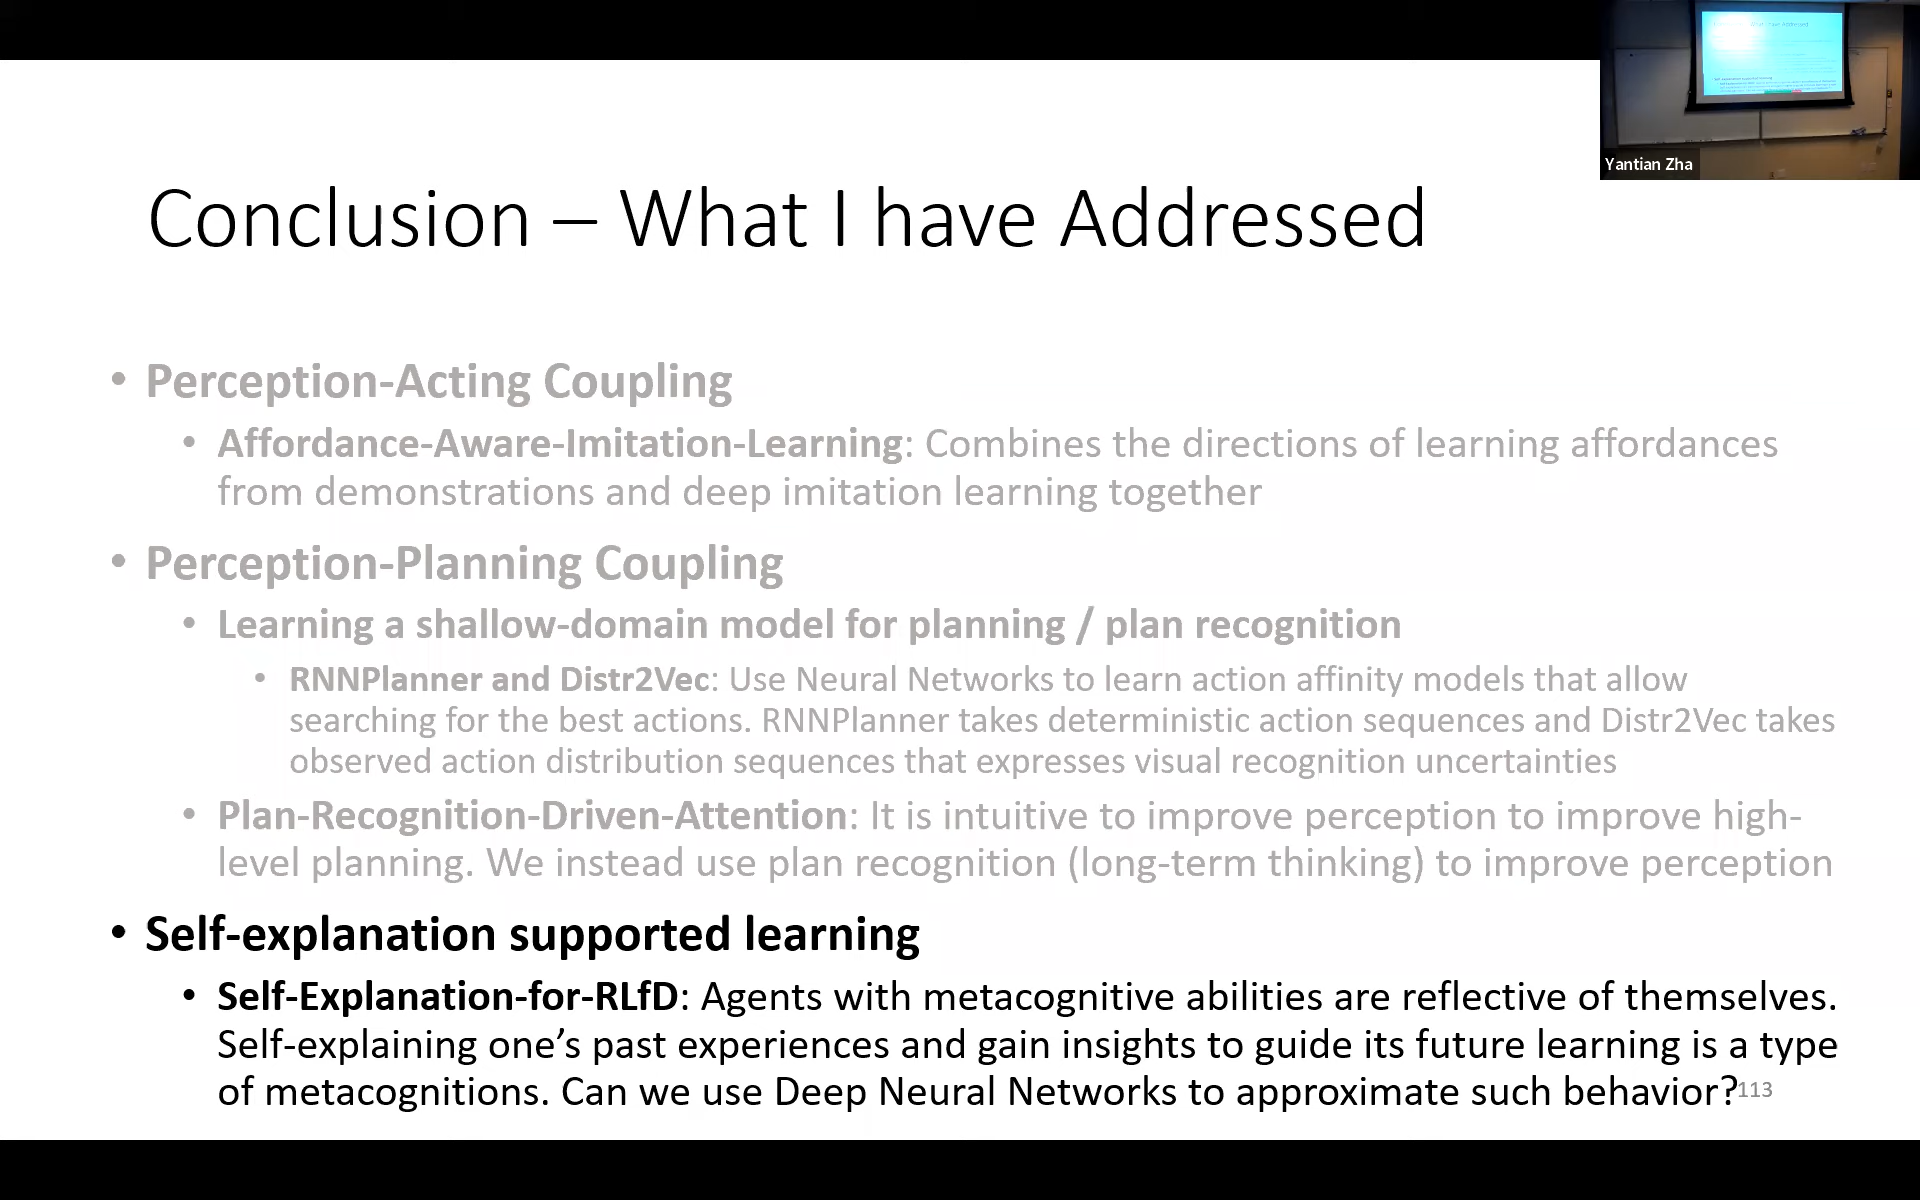 Yantian Zha
Conclusion – What I have Addressed
• Perception-Acting Coupling
• Affordance-Aware-Imitation-Learning: Combines the directions of learning affordances
from demonstrations and deep imitation learning together
• Perception-Planning Coupling
• Learning a shallow-domain model for planning / plan recognition
• RNNPlanner and Distr2Vec: Use Neural Networks to learn action affinity models that allow
searching for the best actions. RNNPlanner takes deterministic action sequences and Distr2Vec takes
observed action distribution sequences that expresses visual recognition uncertainties
• Plan-Recognition-Driven-Attention: It is intuitive to improve perception to improve high-
level planning. We instead use plan recognition (long-term thinking) to improve perception
• Self-explanation supported learning
• Self-Explanation-for-RLfD: Agents with metacognitive abilities are reflective of themselves.
Self-explaining one’s past experiences and gain insights to guide its future learning is a type
of metacognitions. Can we use Deep Neural Networks to approximate such behavior?
113